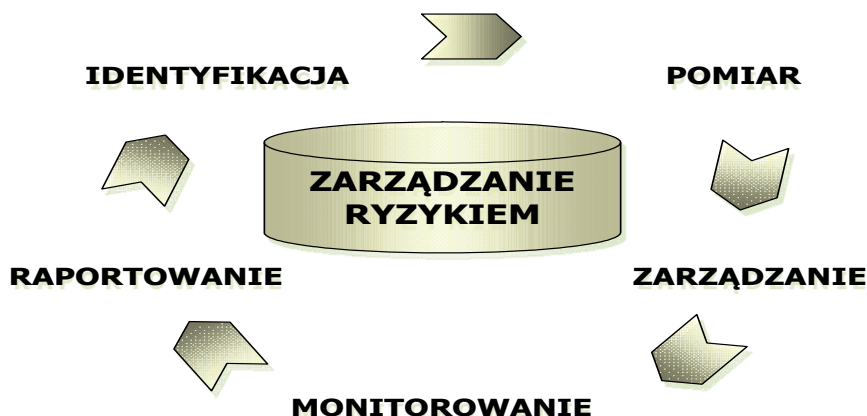 IDENTYFIKACJA
POMIAR
ZARZĄDZANIE
RYZYKIEM
RAPORTOWANIE
ZARZĄDZANIE
MONITOROWANIE